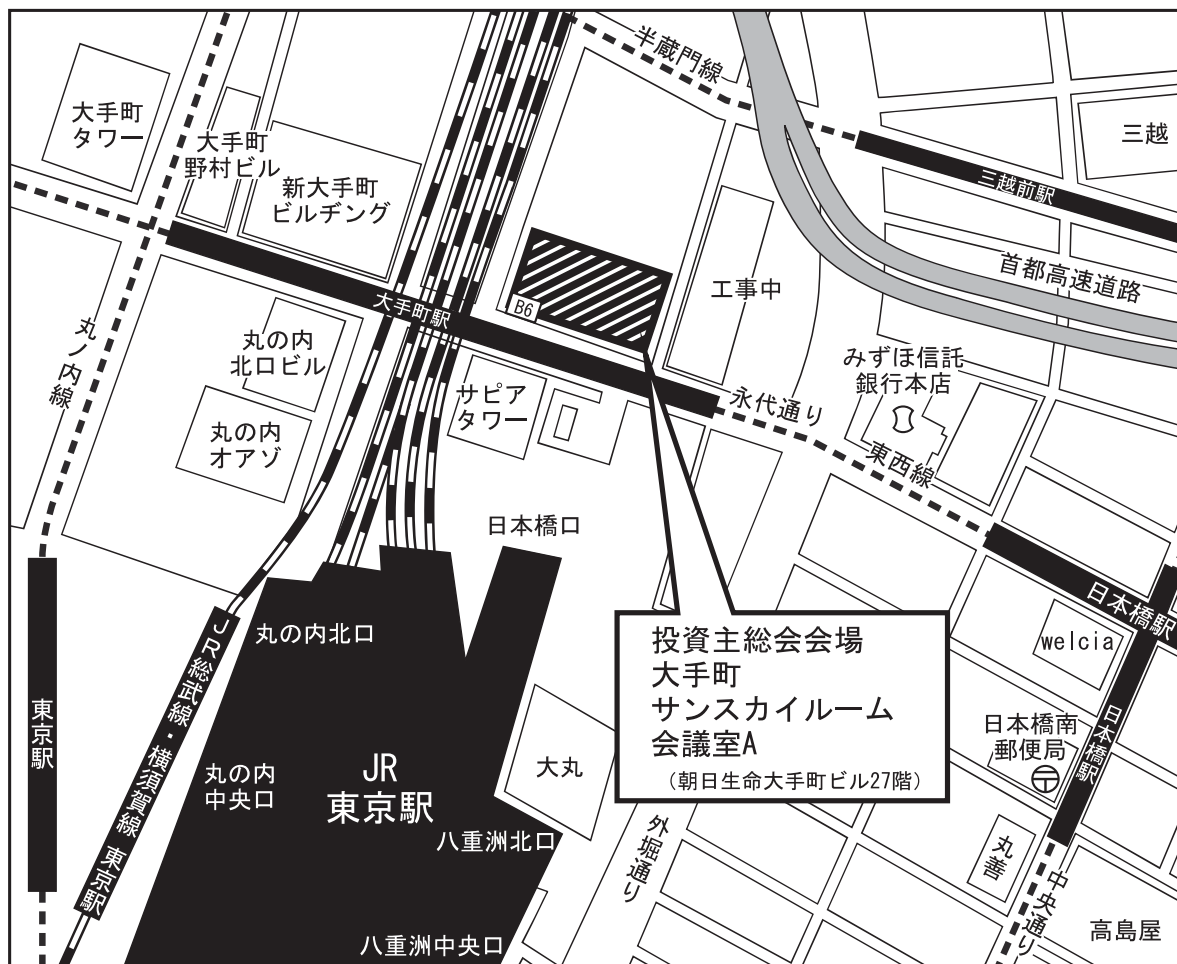 半蔵門線
大手町
タワー
大手町
野村ビル
新大手町
ビルヂング
三越
三越前駅
首都高速道路
工事中
B6
大手町駅
丸ノ内線
丸の内
北口ビル
丸の内
オアゾ
サピア
タワー
永代通り
みずほ信託
銀行本店
東西線
日本橋口
日本橋駅
丸の内北口
JR総武線・横須賀線 東京駅
東京駅
丸の内
中央口
JR
東京駅
大丸
八重洲北口
八重洲中央口
外堀通り
投資主総会会場
大手町
サンスカイルーム
会議室A
（朝日生命大手町ビル27階）
welcia
日本橋南
郵便局
日本橋駅
丸善
中央通り
高島屋